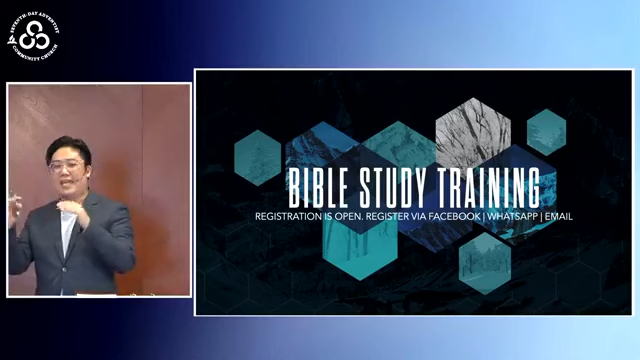 SEVENTH-DAY ADVENTIST
COMMUNITY CHURCH
BIBLE STUDY TRAINING
REGISTRATION IS OPEN. REGISTER VIA FACEBOOK | WHATSAPP | EMAIL